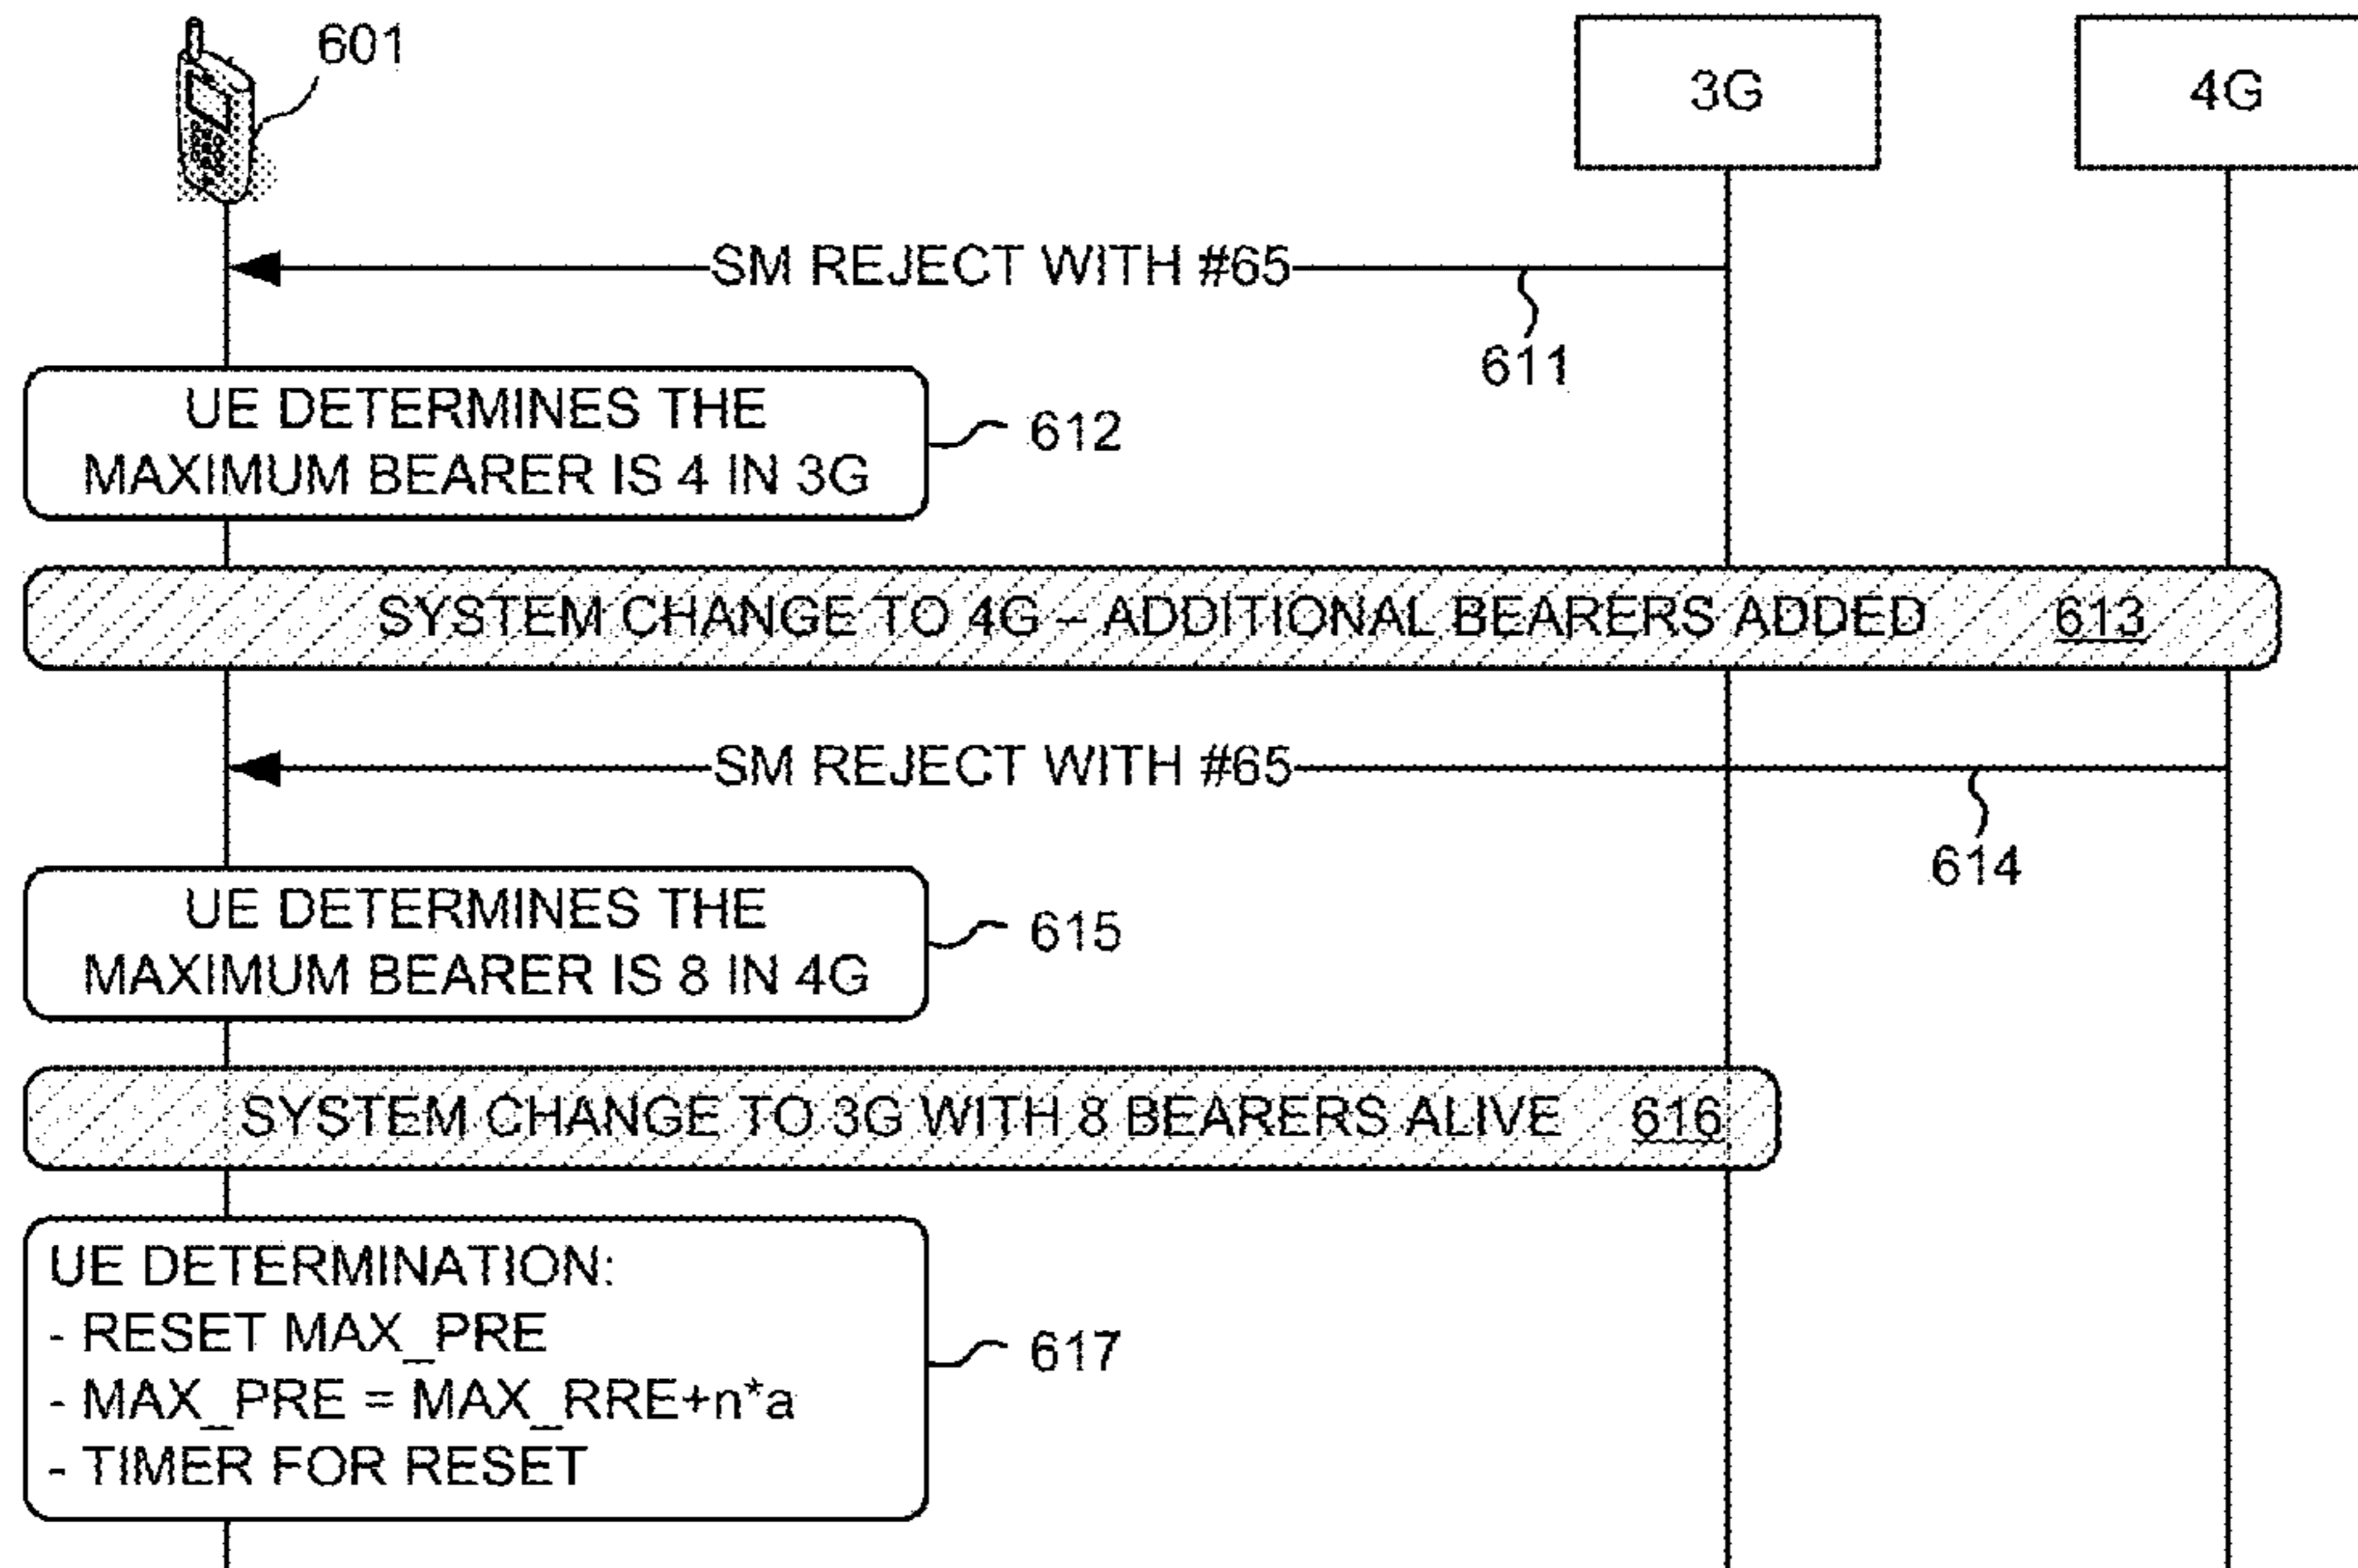 601
3G
4G
SM REJECT WITH #65
611
UE DETERMINES THE
MAXIMUM BEARER IS 4 IN 3G
612
SYSTEM CHANGE TO 4G – ADDITIONAL BEARERS ADDED 613
SM REJECT WITH #65
614
UE DETERMINES THE
MAXIMUM BEARER IS 8 IN 4G
615
SYSTEM CHANGE TO 3G WITH 8 BEARERS ALIVE 616
UE DETERMINATION:
- RESET MAX_PRE
- MAX_PRE = MAX_RRE+n*a
- TIMER FOR RESET
617